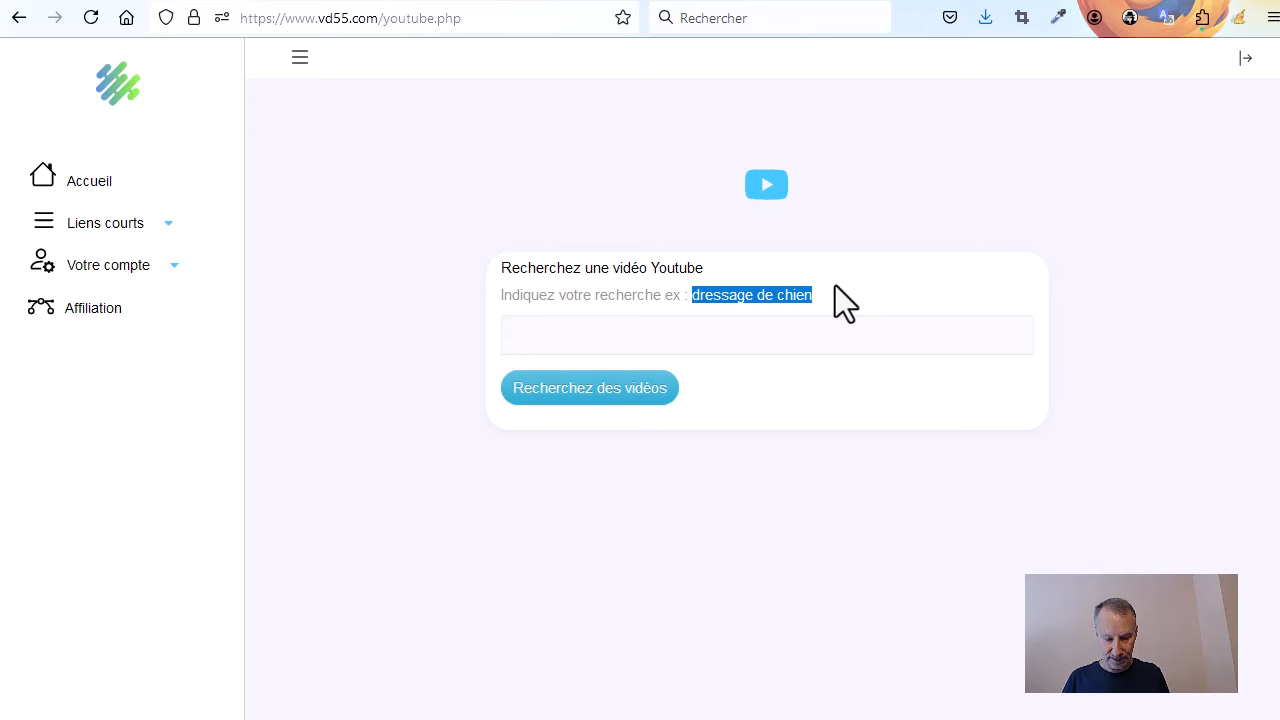 https://www.vd55.com/youtube.php
Rechercher
Accueil
Liens courts
Votre compte
Affiliation
Recherchez une vidéo Youtube
Indiquez votre recherche ex : dressage de chien
Recherchez des vidéos